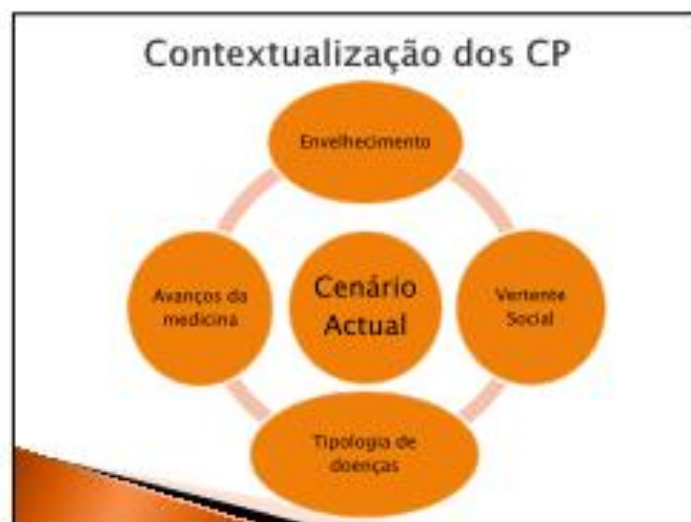 Contextualização dos CP
Envelhecimento
Avanços da
medicina
Cenário
Actual
Vertente
Social
Tipologia de
doenças